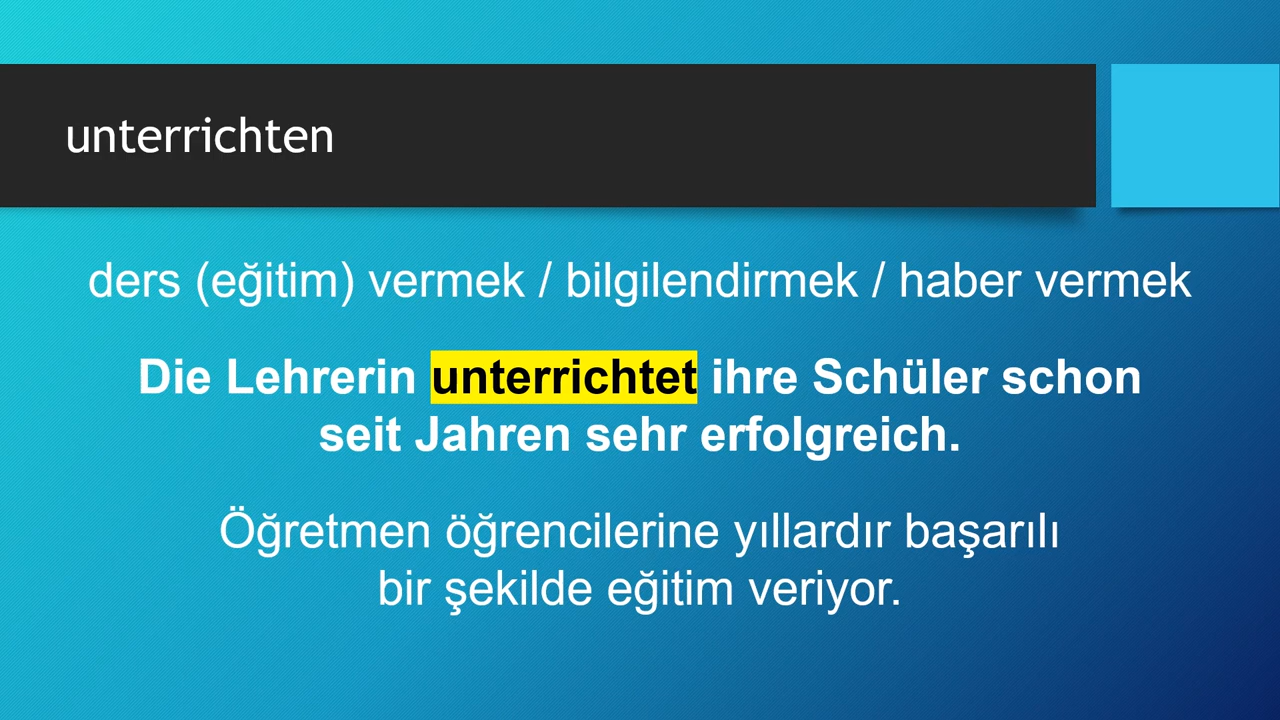 unterrichten
ders (eğitim) vermek / bilgilendirmek / haber vermek
Die Lehrerin unterrichtet ihre Schüler schon
seit Jahren sehr erfolgreich.
Öğretmen öğrencilerine yıllardır başarılı
bir şekilde eğitim veriyor.